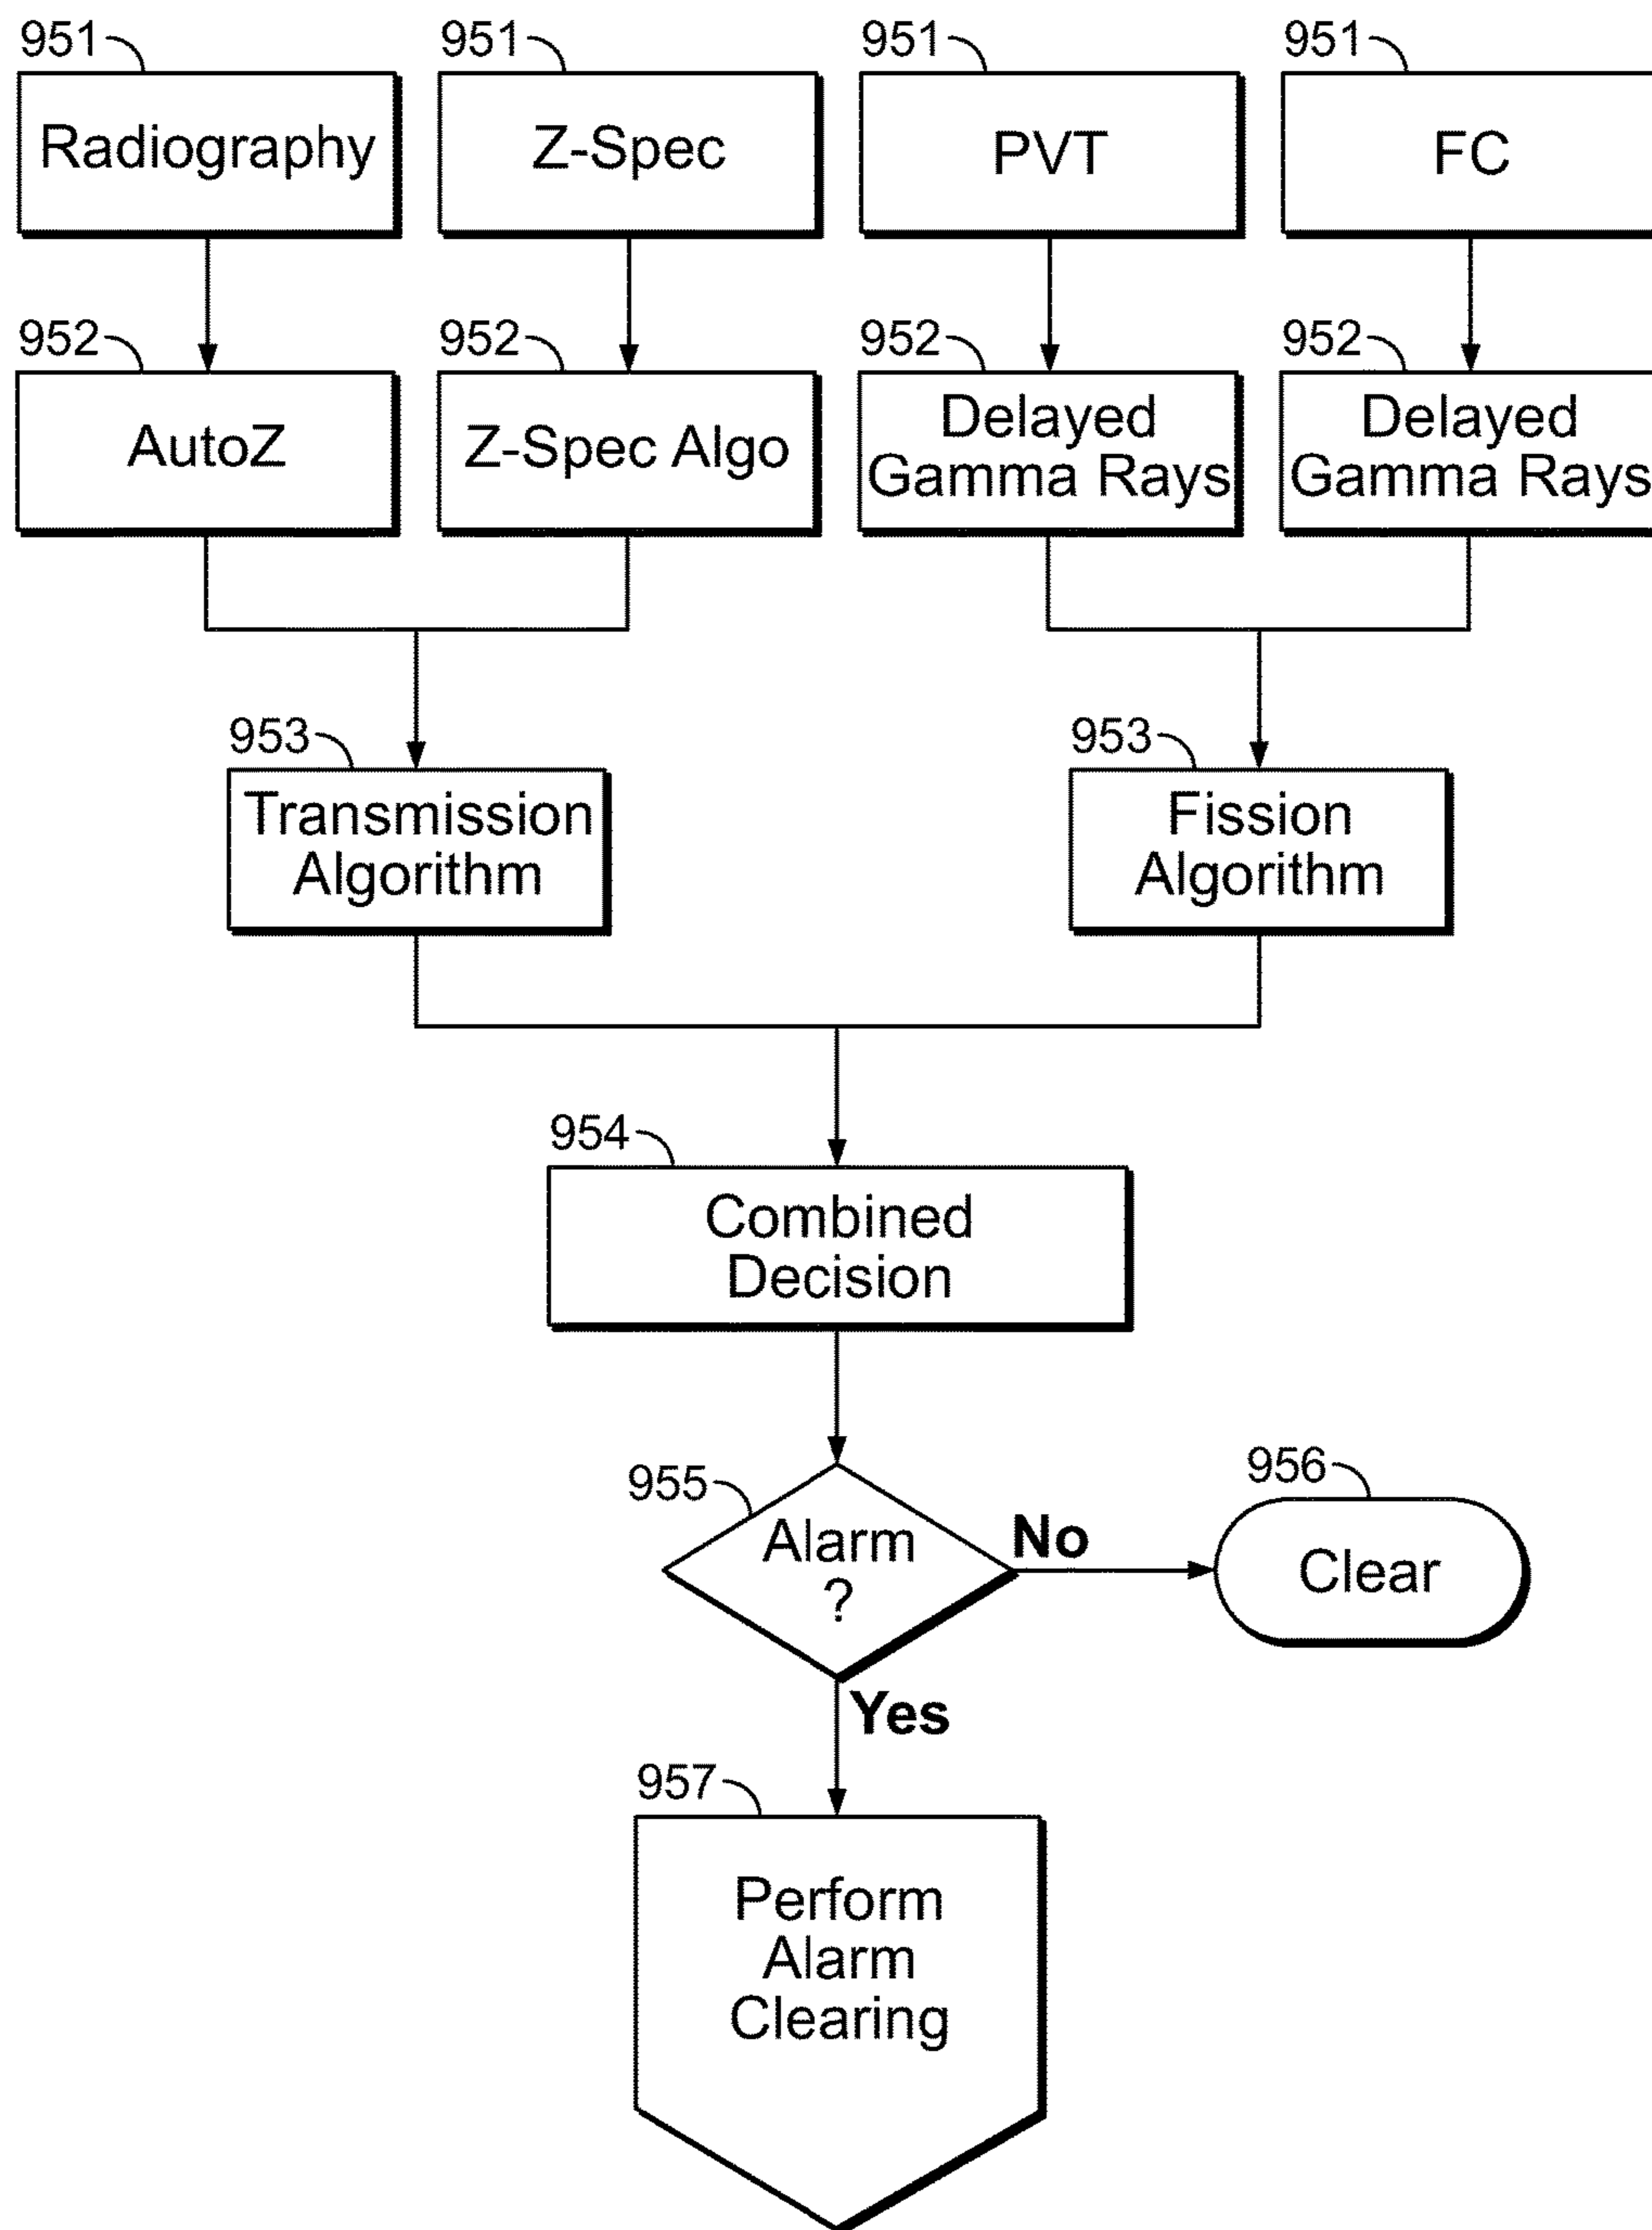 951
951
951
951
Radiography
Z-Spec
PVT
FC
952
952
952
952
AutoZ
Z-Spec Algo
Delayed
Gamma Rays
Delayed
Gamma Rays
953
953
Transmission
Algorithm
Fission
Algorithm
954
Combined
Decision
955
956
Alarm
?
No
Clear
Yes
957
Perform
Alarm
Clearing